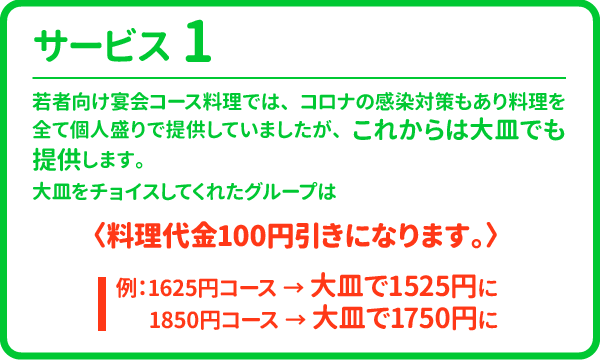 サービス 1
若者向け宴会コース料理では、コロナの感染対策もあり料理を
全て個人盛りで提供していましたが、これからは大皿でも
提供します。
大皿をチョイスしてくれたグループは
〈料理代金100円引きになります。〉
例：1625円コース → 大皿で1525円に
1850円コース → 大皿で1750円に